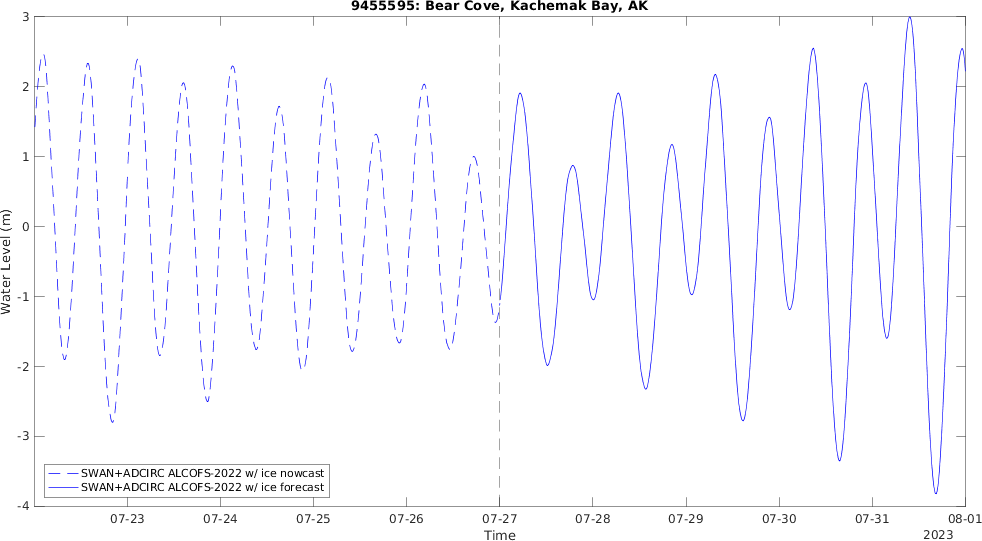 9455595: Bear Cove, Kachemak Bay, AK
3
2
1
0
-1
-2
-3
-4
Water Level (m)
SWAN+ADCIRC ALCOFS-2022 w/ ice nowcast
SWAN+ADCIRC ALCOFS-2022 w/ ice forecast
07-23 07-24 07-25 07-26 07-27 07-28 07-29 07-30 07-31 08-01
Time
2023